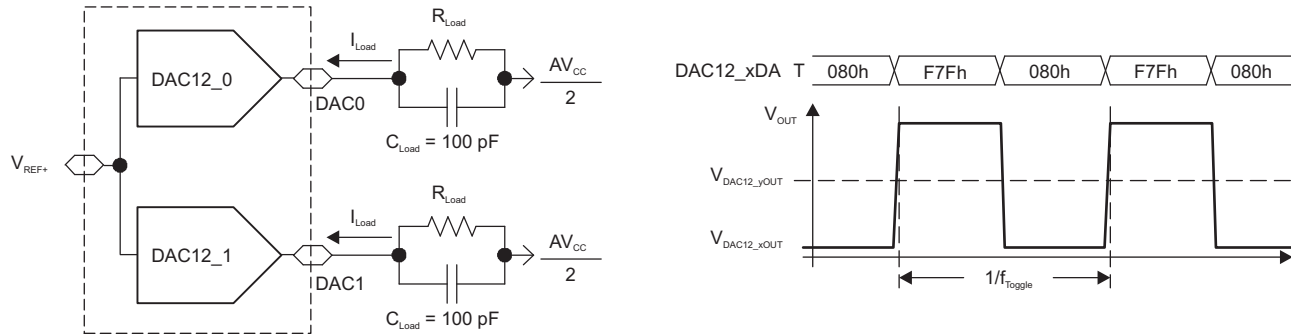 R_Load
I_Load
DAC12_0
DAC0
AV_CC
2
C_Load = 100 pF
V_REF+
R_Load
I_Load
DAC12_1
DAC1
AV_CC
2
C_Load = 100 pF
DAC12_xDA T 080h F7Fh 080h F7Fh 080h
V_OUT
V_DAC12_yOUT
V_DAC12_xOUT
1/f_Toggle